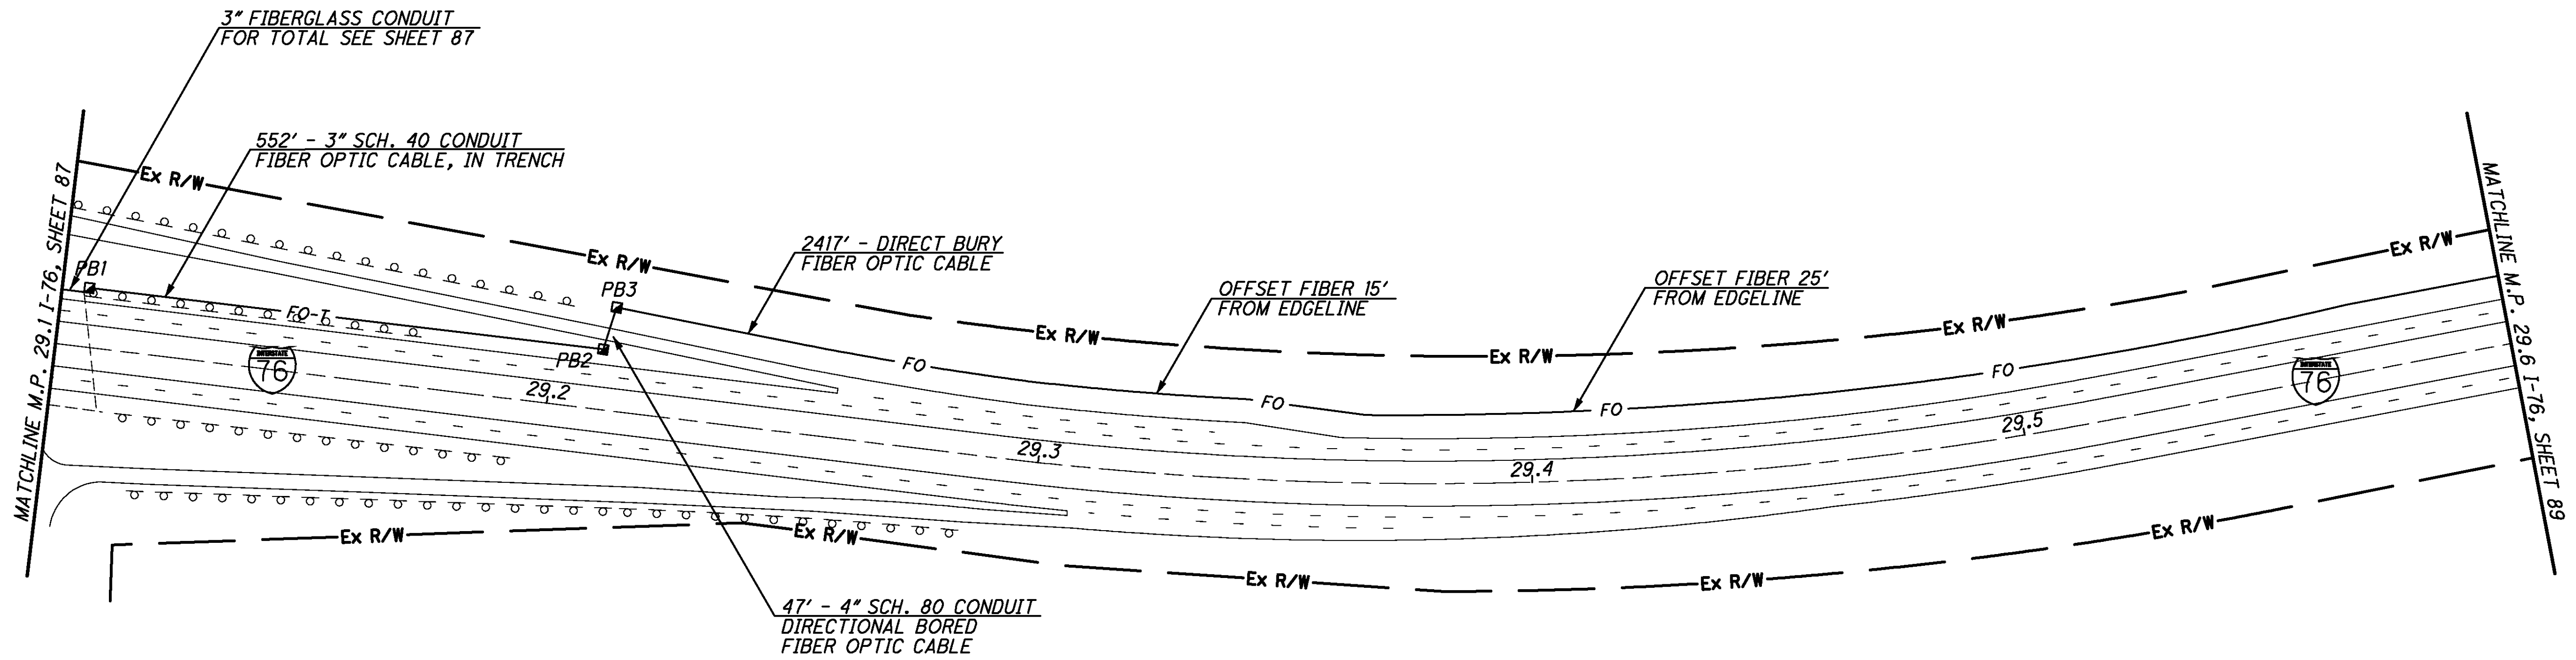 3" FIBERGLASS CONDUIT
FOR TOTAL SEE SHEET 87
552' - 3" SCH. 40 CONDUIT
FIBER OPTIC CABLE, IN TRENCH
MATCHLINE M.P. 29.1 I-76, SHEET 87
Ex R/W
PB1
FO-T
INTERSTATE
76
29.2
PB2
PB3
Ex R/W
2417' - DIRECT BURY
FIBER OPTIC CABLE
FO
OFFSET FIBER 15'
FROM EDGELINE
Ex R/W
FO
OFFSET FIBER 25'
FROM EDGELINE
Ex R/W
FO
Ex R/W
FO
Ex R/W
29.3
29.4
29.5
INTERSTATE
76
MATCHLINE M.P. 29.6 I-76, SHEET 89
Ex R/W
Ex R/W
Ex R/W
Ex R/W
Ex R/W
47' - 4" SCH. 80 CONDUIT
DIRECTIONAL BORED
FIBER OPTIC CABLE